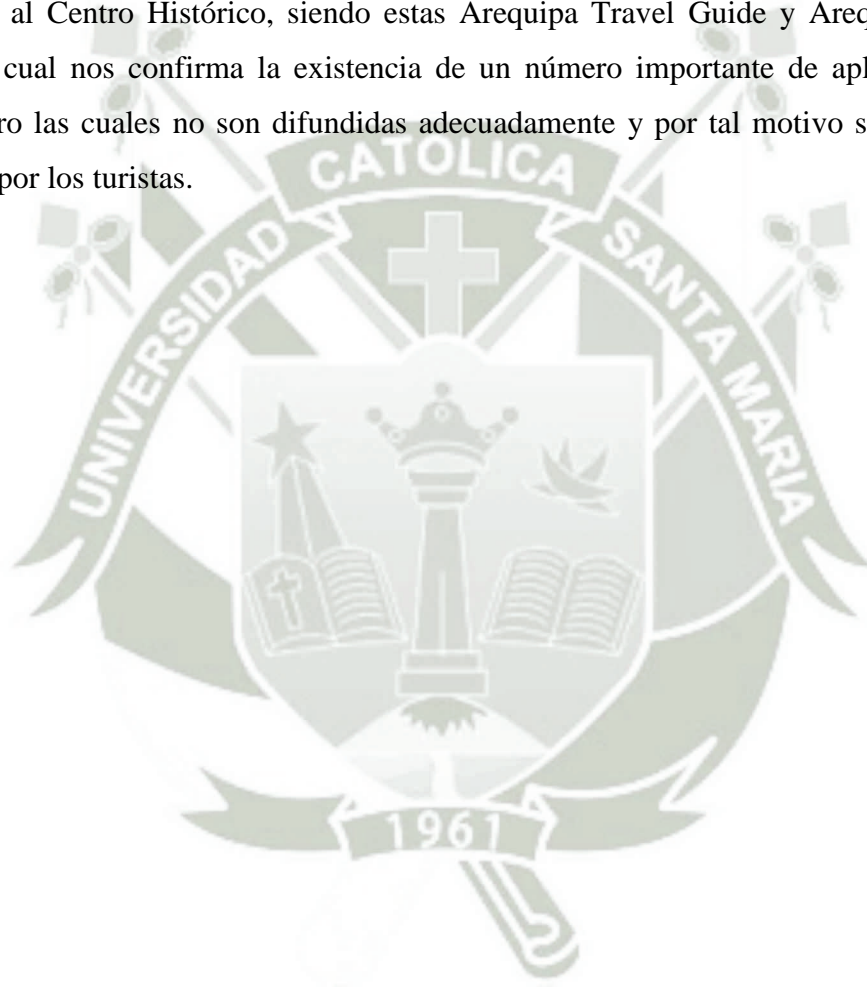 al Centro Histórico, siendo estas Arequipa Travel Guide y Areq
cual nos confirma la existencia de un número importante de apl
ro las cuales no son difundidas adecuadamente y por tal motivo s
por los turistas.
UNIVERSIDAD CATÓLICA SANTA MARIA
1961